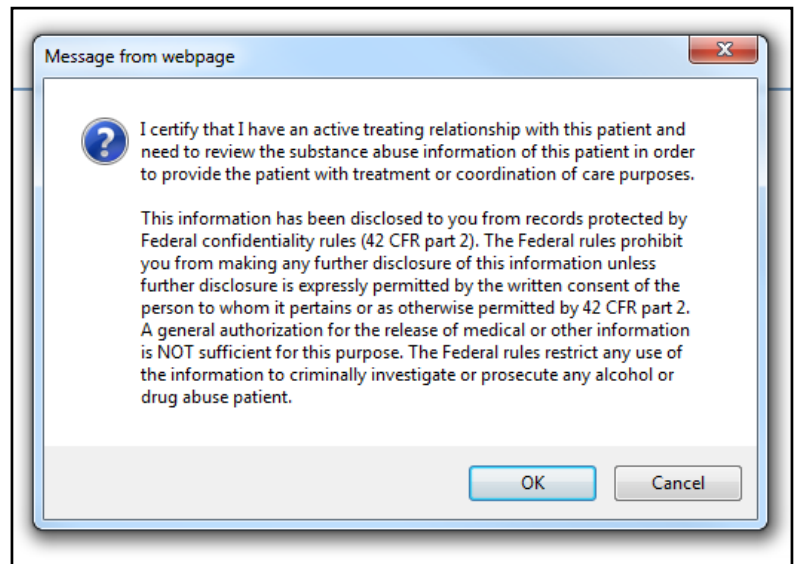 Message from webpage
I certify that I have an active treating relationship with this patient and
need to review the substance abuse information of this patient in order
to provide the patient with treatment or coordination of care purposes.
This information has been disclosed to you from records protected by
Federal confidentiality rules (42 CFR part 2). The Federal rules prohibit
you from making any further disclosure of this information unless
further disclosure is expressly permitted by the written consent of the
person to whom it pertains or as otherwise permitted by 42 CFR part 2.
A general authorization for the release of medical or other information
is NOT sufficient for this purpose. The Federal rules restrict any use of
the information to criminally investigate or prosecute any alcohol or
drug abuse patient.
OK
Cancel